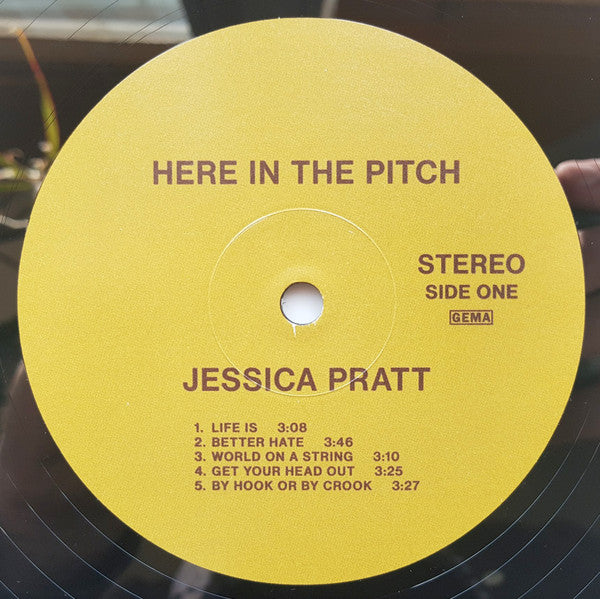 HERE IN THE PITCH
STEREO
SIDE ONE
GEMA
JESSICA PRATT
1. LIFE IS 3:08
2. BETTER HATE 3:46
3. WORLD ON A STRING 3:10
4. GET YOUR HEAD OUT 3:25
5. BY HOOK OR BY CROOK 3:27